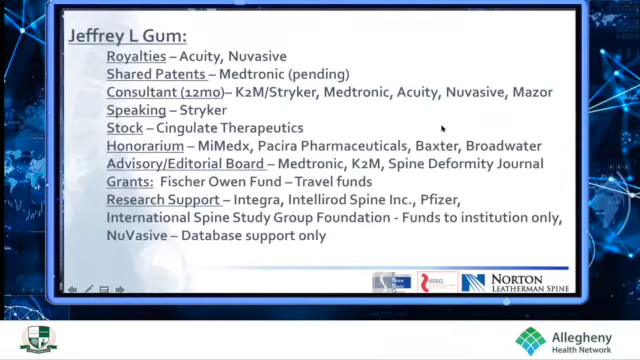 Jeffrey L Gum:
Royalties – Acuity, Nuvasive
Shared Patents – Medtronic (pending)
Consultant (12mo) – K2M/Stryker, Medtronic, Acuity, Nuvasive, Mazor
Speaking – Stryker
Stock – Cingulate Therapeutics
Honorarium – MiMedx, Pacira Pharmaceuticals, Baxter, Broadwater
Advisory/Editorial Board – Medtronic, K2M, Spine Deformity Journal
Grants: Fischer Owen Fund – Travel funds
Research Support – Integra, Intellirod Spine Inc., Pfizer,
International Spine Study Group Foundation - Funds to institution only,
NuVasive – Database support only
ISSG
NORTON
LEATHERMAN SPINE
Allegheny
Health Network